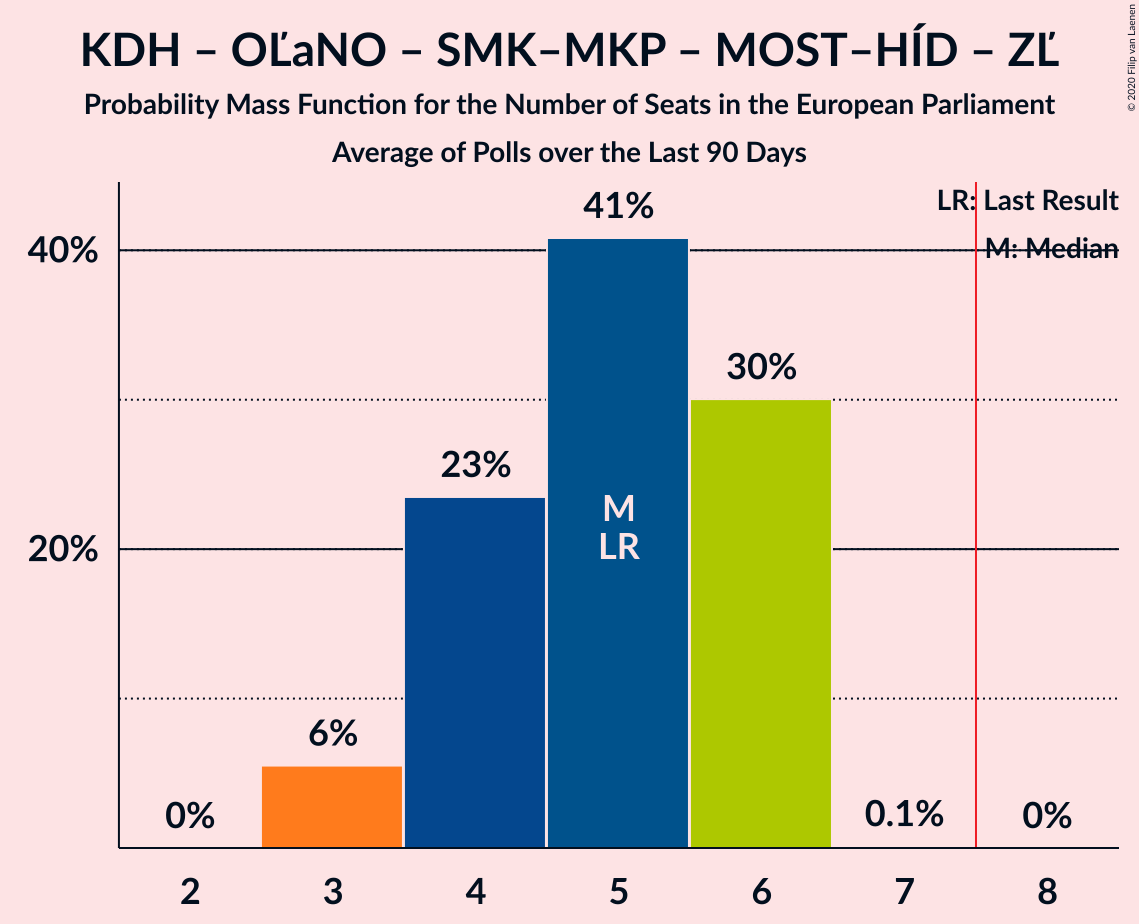 KDH – OĽaNO – SMK–MKP – MOST–HÍD – ZĽ
Probability Mass Function for the Number of Seats in the European Parliament
Average of Polls over the Last 90 Days
© 2020 Filip van Laenen
LR: Last Result
M: Median
40%
20%
0%
6%
23%
41%
30%
0.1%
0%
M
LR
2
3
4
5
6
7
8